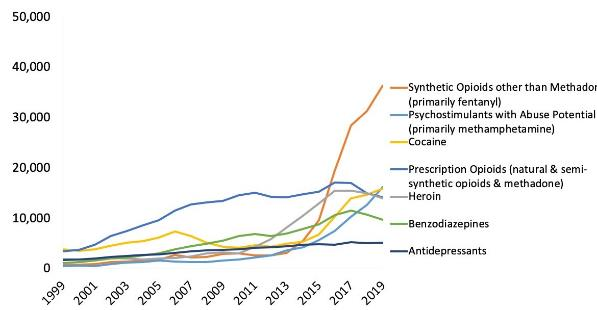 50,000
40,000
30,000
20,000
10,000
0
1999
2001
2003
2005
2007
2009
2011
2013
2015
2017
2019
Synthetic Opioids other than Methador
(primarily fentanyl)
Psychostimulants with Abuse Potential
(primarily methamphetamine)
Cocaine
Prescription Opioids (natural & semi-
synthetic opioids & methadone)
Heroin
Benzodiazepines
Antidepressants